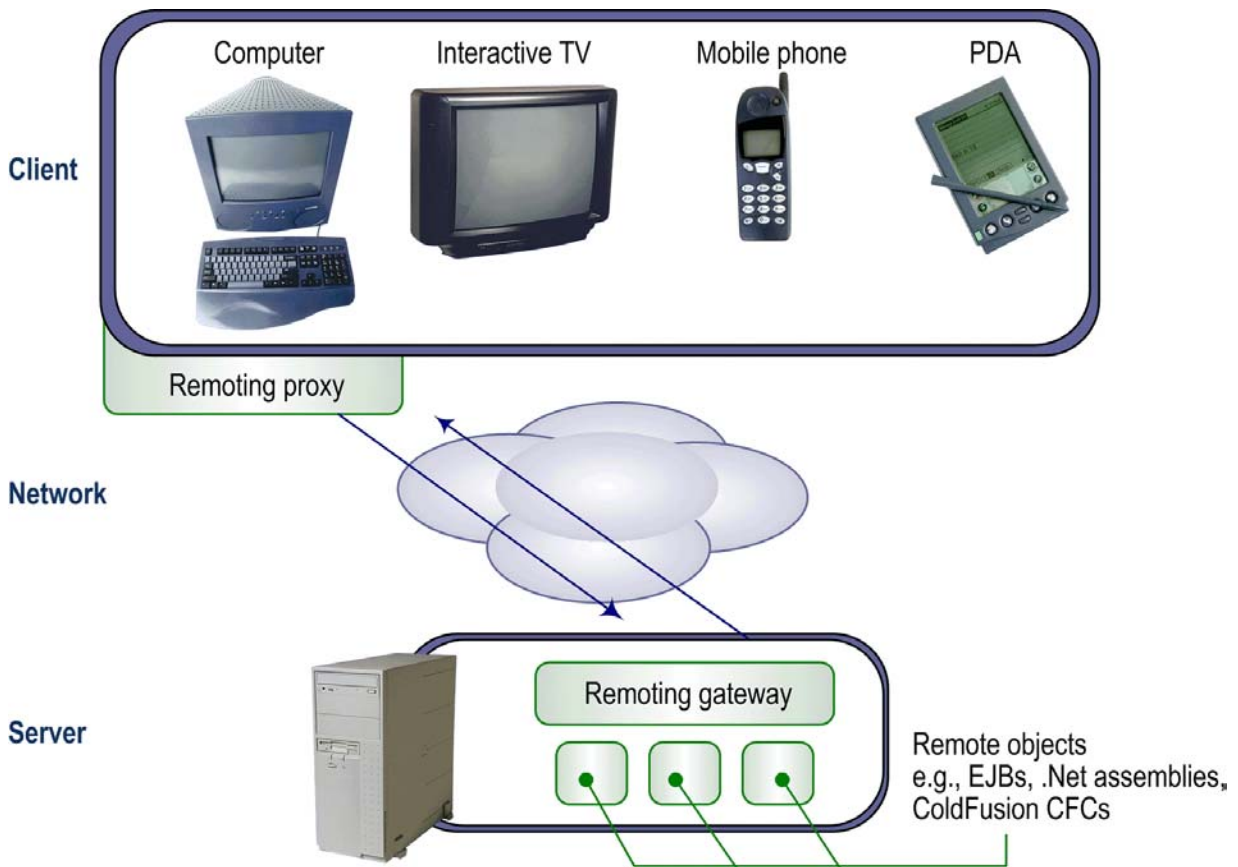 Computer
Interactive TV
Mobile phone
PDA
Client
Remoting proxy
Network
Remoting gateway
Server
Remote objects
e.g., EJBs, .Net assemblies,
ColdFusion CFCs